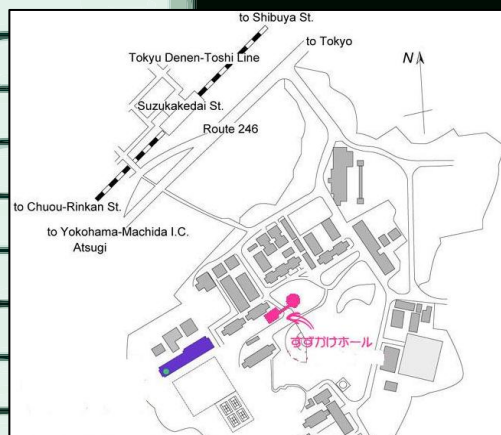 to Shibuya St.
to Tokyo
Tokyu Denen-Toshi Line
N
Suzukakedai St.
Route 246
to Chuou-Rinkan St.
to Yokohama-Machida I.C.
Atsugi
すずかけホール